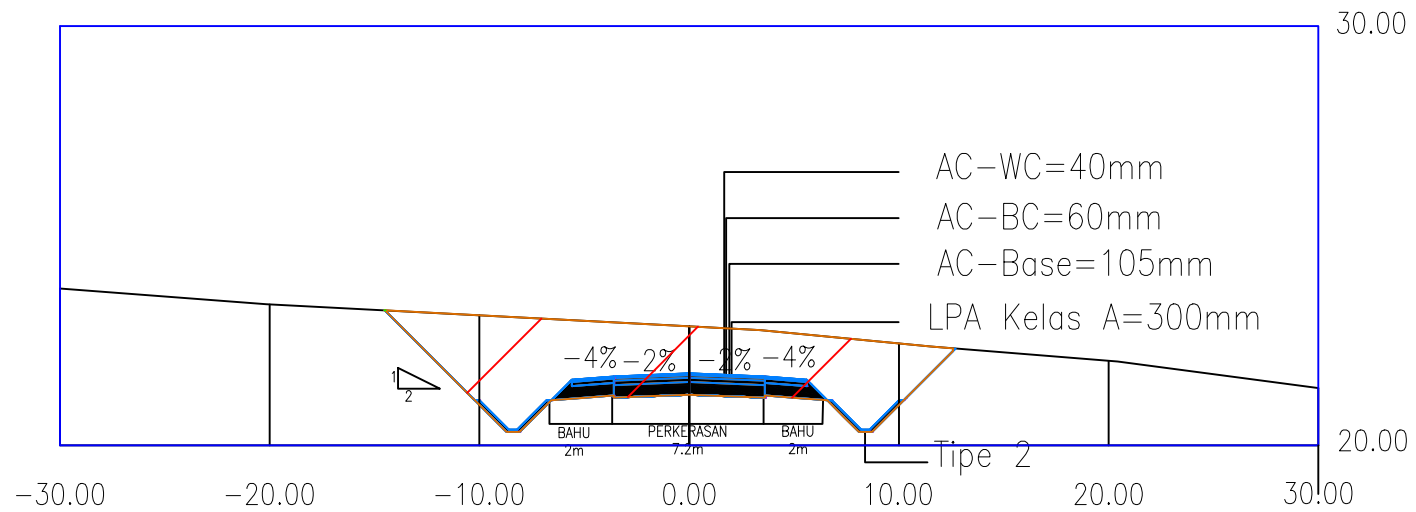 30.00
AC-WC=40mm
AC-BC=60mm
AC-Base=105mm
LPA Kelas A=300mm
-4% -2% -2% -4%
1
2
BAHU PERKERASAN BAHU
2m 7.2m 2m
20.00
Tipe 2
-30.00 -20.00 -10.00 0.00 10.00 20.00 30.00